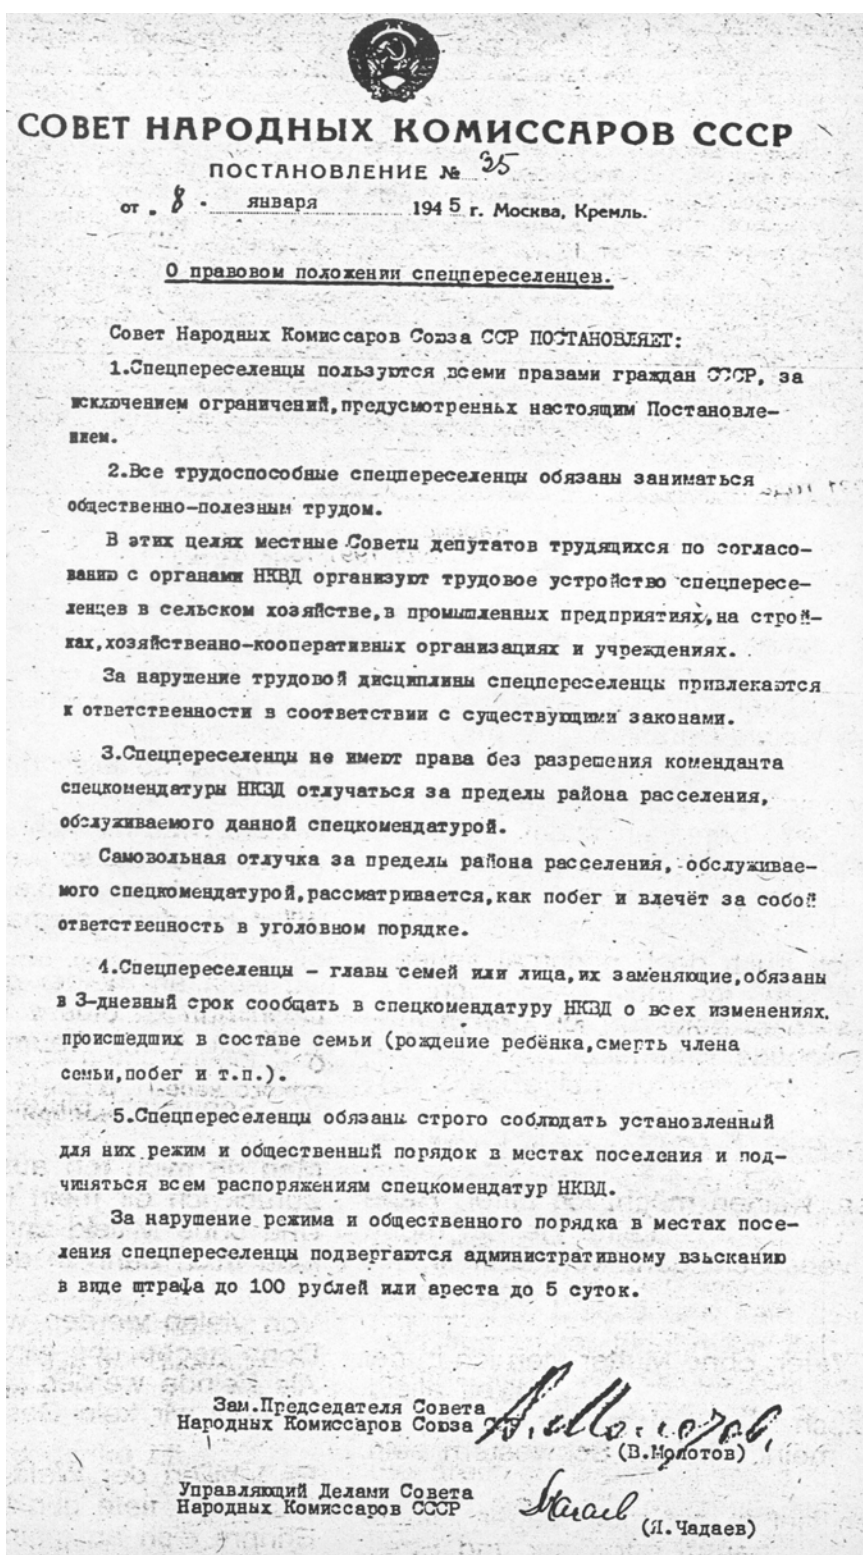 СОВЕТ НАРОДНЫХ КОМИССАРОВ СССР
ПОСТАНОВЛЕНИЕ № 35
от „ 8 " января 1945 г. Москва, Кремль.
О правовом положении спецпереселенцев.
Совет Народных Комиссаров Союза ССР ПОСТАНОВЛЯЕТ:
1.Спецпереселенцы пользуются всеми правами граждан СССР, за
исключением ограничений,предусмотренных настоящим Постановле-
нием.
2.Все трудоспособные спецпереселенцы обязаны заниматься
общественно-полезным трудом.
В этих целях местные Советы депутатов трудящихся по согласо-
ванию с органами НКВД организуют трудовое устройство спецпересе-
ленцев в сельском хозяйстве,в промышленных предприятиях,на строй-
ках,хозяйственно-кооперативных организациях и учреждениях.
За нарушение трудовой дисциплины спецпереселенцы привлекаются
к ответственности в соответствии с существующими законами.
3.Спецпереселенцы не имеют права без разрешения коменданта
спецкомендатуры НКВД отлучаться за пределы района расселения,
обслуживаемого данной спецкомендатурой.
Самовольная отлучка за пределы района расселения, обслуживае-
мого спецкомендатурой,рассматривается,как побег и влечёт за собой
ответственность в уголовном порядке.
4.Спецпереселенцы - главы семей или лица,их заменяющие,обязаны
в 3-дневный срок сообщать в спецкомендатуру НКВД о всех изменениях,
происшедших в составе семьи (рождение ребёнка,смерть члена
семьи,побег и т.п.).
5.Спецпереселенцы обязаны строго соблюдать установленный
для них режим и общественный порядок в местах поселения и под-
чиняться всем распоряжениям спецкомендатур НКВД.
За нарушение режима и общественного порядка в местах посе-
ления спецпереселенцы подвергаются административному взысканию
в виде штрафа до 100 рублей или ареста до 5 суток.
Зам.Председателя Совета
Народных Комиссаров Союза ССР В. Молотов
(В.Молотов)
Управляющий Делами Совета
Народных Комиссаров СССР Чадаев
(Я.Чадаев)